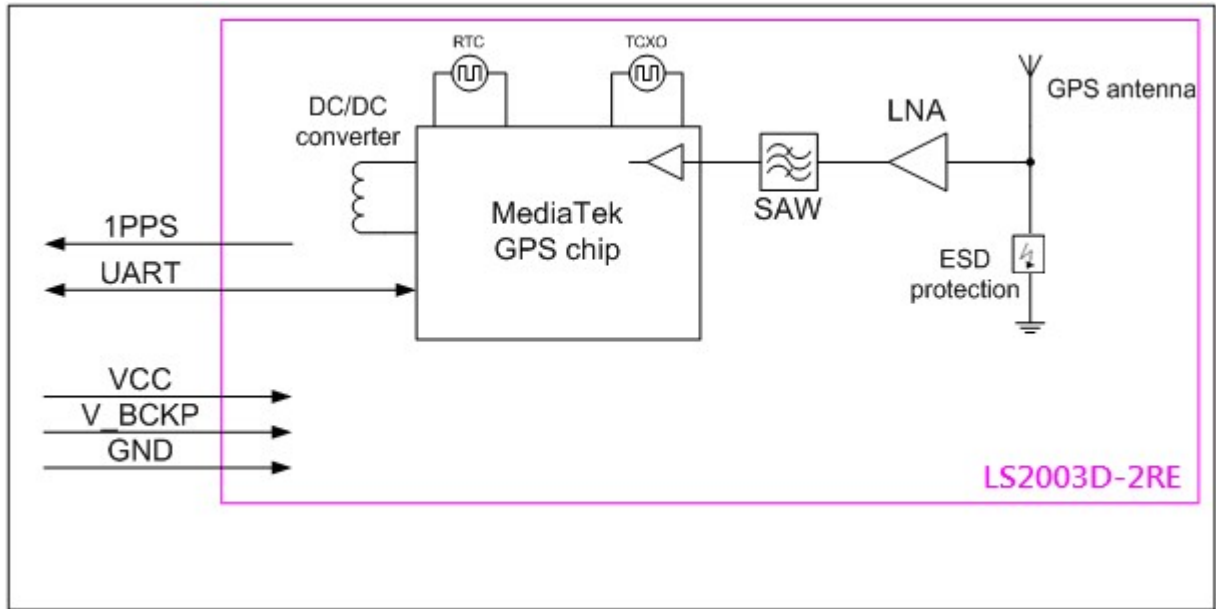 RTC
TCXO
DC/DC
converter
GPS antenna
LNA
MediaTek
GPS chip
SAW
1PPS
UART
ESD
protection
VCC
V_BCKP
GND
LS2003D-2RE